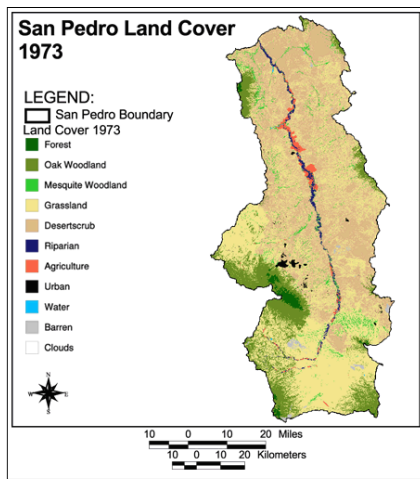 San Pedro Land Cover
1973
LEGEND:
San Pedro Boundary
Land Cover 1973
Forest
Oak Woodland
Mesquite Woodland
Grassland
Desertscrub
Riparian
Agriculture
Urban
Water
Barren
Clouds
N
W E
S
10 0 10 20 Miles
10 0 10 20 Kilometers